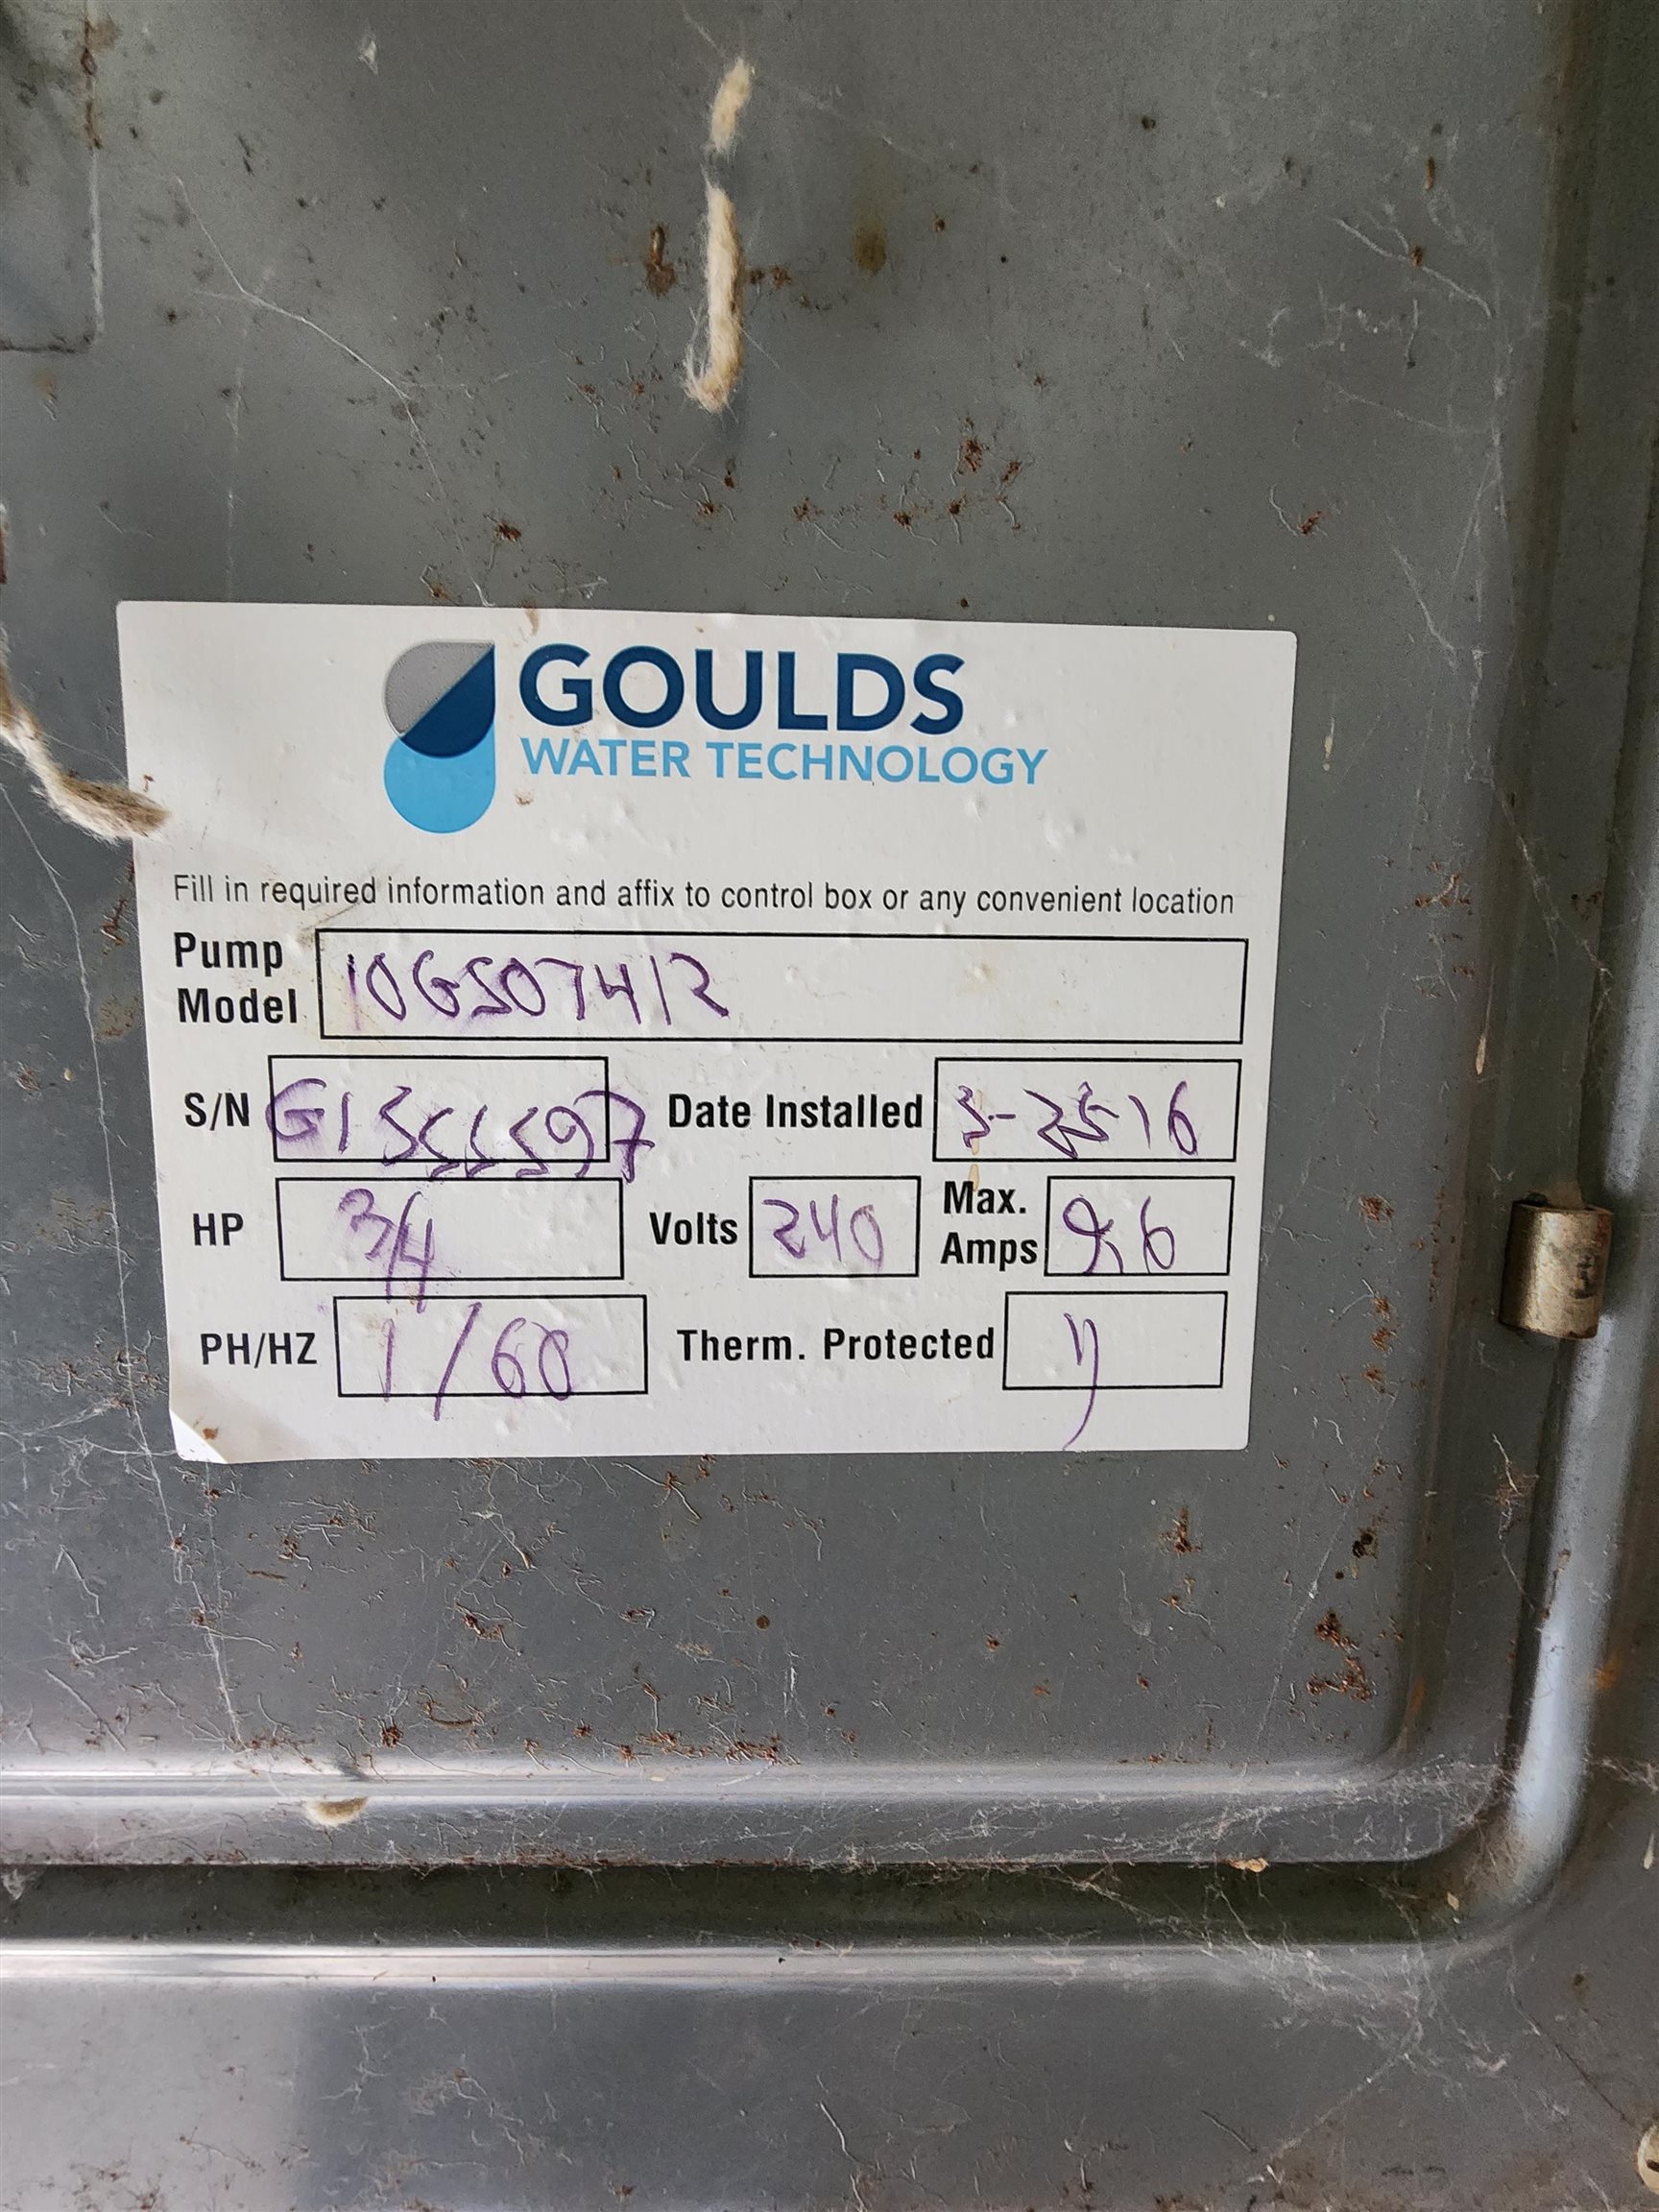 GOULDS
WATER TECHNOLOGY
Fill in required information and affix to control box or any convenient location
Pump Model 10GS07412
S/N Date Installed 3-25-16
HP 3/4 Volts 240 Max. Amps 9.6
PH/HZ 1/60 Therm. Protected y